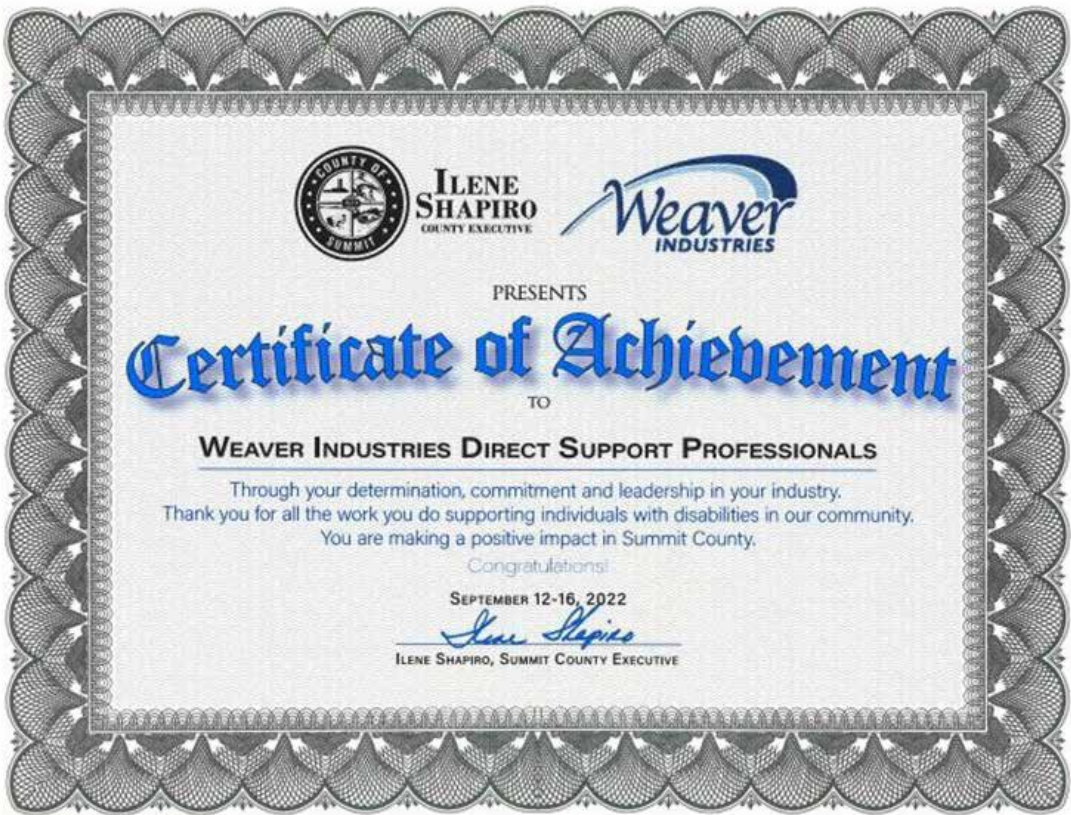 COUNTY OF
SUMMIT
ILENE
SHAPIRO
COUNTY EXECUTIVE
Weaver
INDUSTRIES
PRESENTS
Certificate of Achievement
TO
WEAVER INDUSTRIES DIRECT SUPPORT PROFESSIONALS
Through your determination, commitment and leadership in your industry.
Thank you for all the work you do supporting individuals with disabilities in our community.
You are making a positive impact in Summit County.
Congratulations!
SEPTEMBER 12-16, 2022
Ilene Shapiro
ILENE SHAPIRO, SUMMIT COUNTY EXECUTIVE